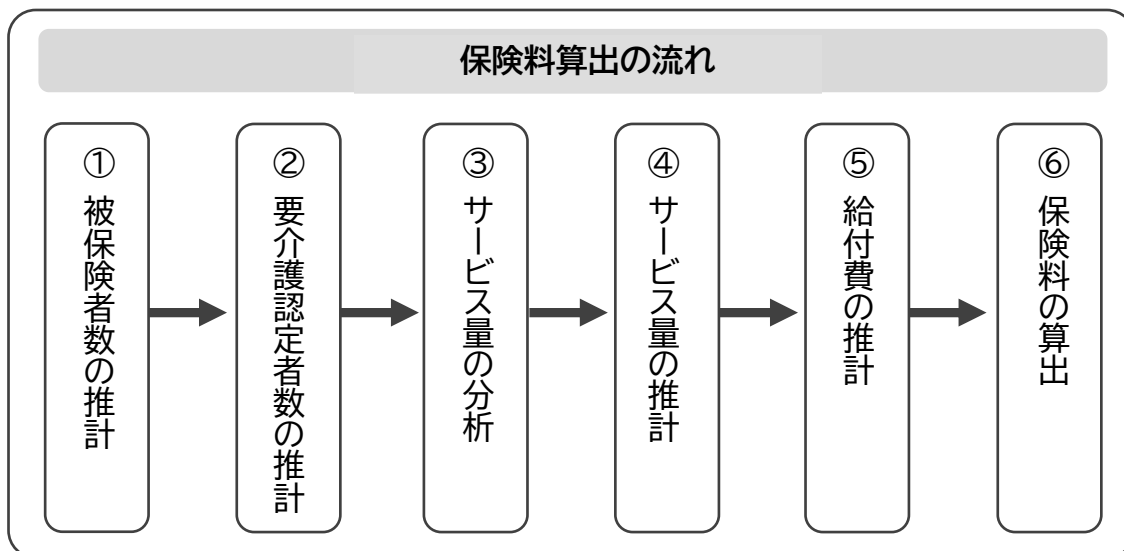 保険料算出の流れ
①被保険者数の推計
②要介護認定者数の推計
③サービス量の分析
④サービス量の推計
⑤給付費の推計
⑥保険料の算出